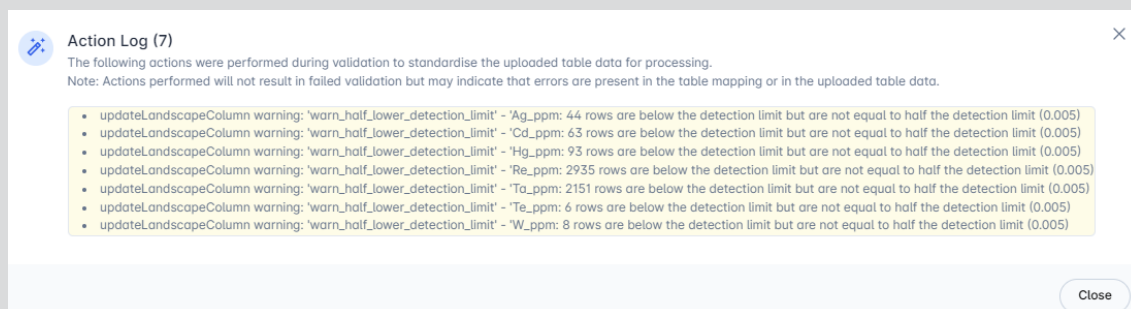 Action Log (7)
The following actions were performed during validation to standardise the uploaded table data for processing.
Note: Actions performed will not result in failed validation but may indicate that errors are present in the table mapping or in the uploaded table data.
• updateLandscapeColumn warning: 'warn_half_lower_detection_limit' - 'Ag_ppm: 44 rows are below the detection limit but are not equal to half the detection limit (0.005)
• updateLandscapeColumn warning: 'warn_half_lower_detection_limit' - 'Cd_ppm: 63 rows are below the detection limit but are not equal to half the detection limit (0.005)
• updateLandscapeColumn warning: 'warn_half_lower_detection_limit' - 'Hg_ppm: 93 rows are below the detection limit but are not equal to half the detection limit (0.005)
• updateLandscapeColumn warning: 'warn_half_lower_detection_limit' - 'Re_ppm: 2935 rows are below the detection limit but are not equal to half the detection limit (0.005)
• updateLandscapeColumn warning: 'warn_half_lower_detection_limit' - 'Ta_ppm: 2151 rows are below the detection limit but are not equal to half the detection limit (0.005)
• updateLandscapeColumn warning: 'warn_half_lower_detection_limit' - 'Te_ppm: 6 rows are below the detection limit but are not equal to half the detection limit (0.005)
• updateLandscapeColumn warning: 'warn_half_lower_detection_limit' - 'W_ppm: 8 rows are below the detection limit but are not equal to half the detection limit (0.005)
Close